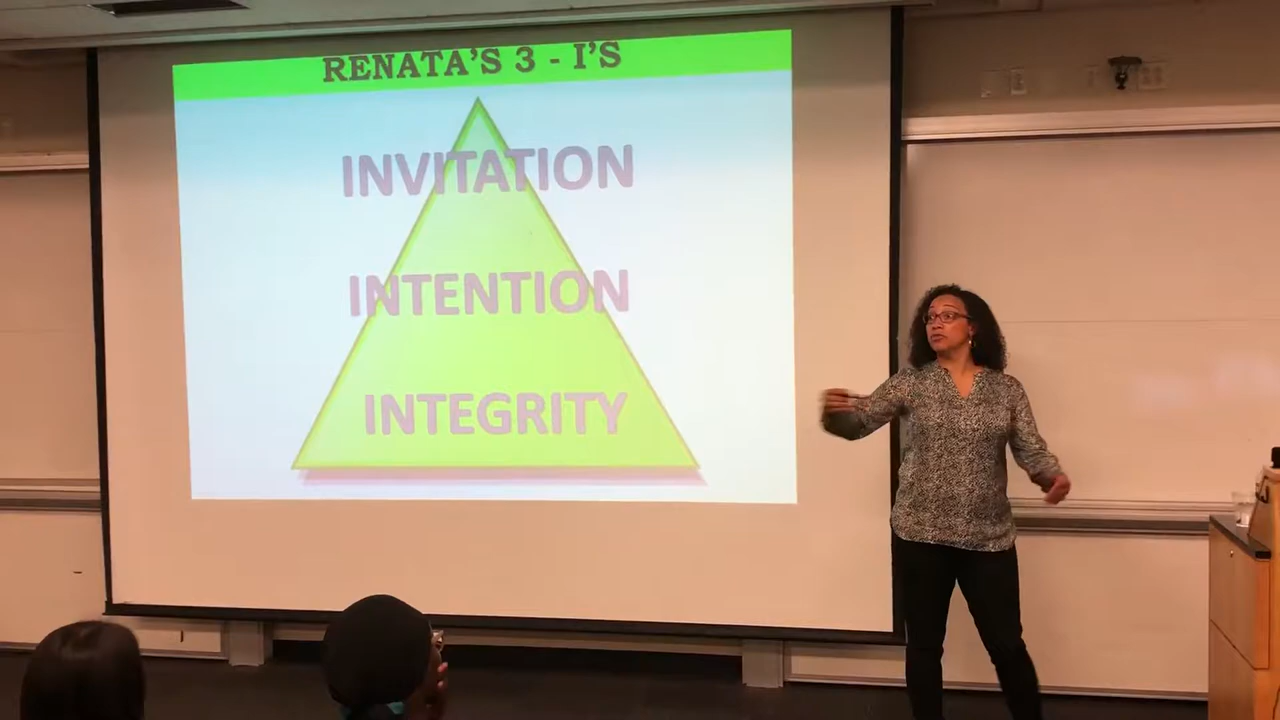 RENATA'S 3 - I'S
INVITATION
INTENTION
INTEGRITY